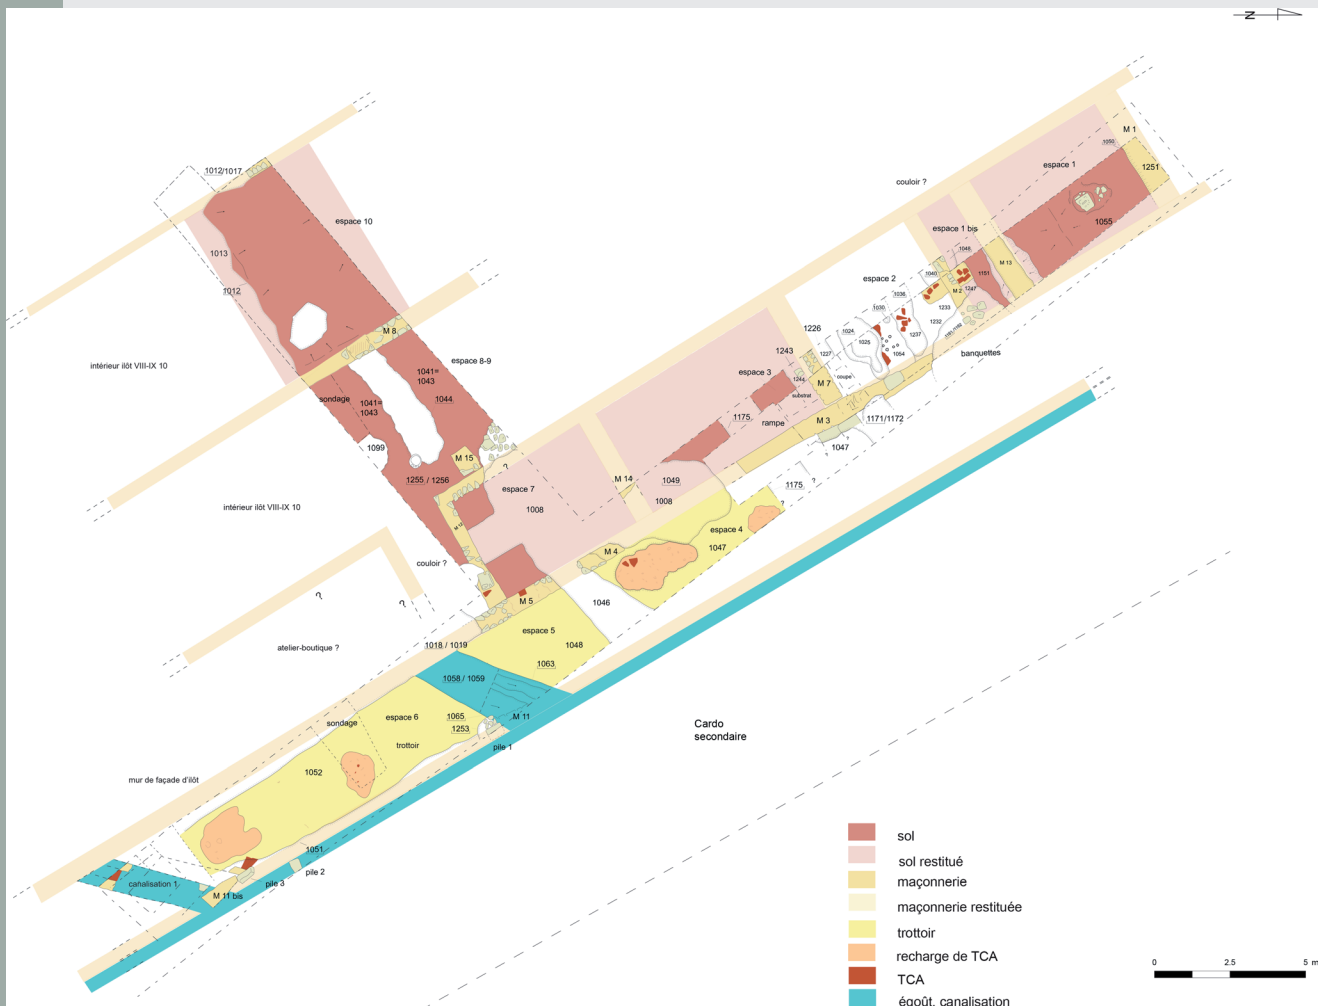 N
M 1
1050
espace 1
1251
couloir ?
1055
1012/1017
espace 10
espace 1 bis
1013
1048
M 13
espace 2
1040
1151
1012
M 2
1247
1036
1030
1233
1232
1226
1024
1237
M 8
1025
1054
1243
1227
banquettes
espace 8-9
intérieur ilôt VIII-IX 10
1041=
1043
espace 3
1244
coupe
M 7
substrat
sondage
1041=
1043
1044
1175
rampe
M 3
1171/1172
1099
1047
M 15
1255 / 1256
M 14
1049
1175
?
espace 7
1008
1008
intérieur ilôt VIII-IX 10
?
espace 4
1047
M 12
M 4
couloir ?
M 5
1046
espace 5
1048
atelier-boutique ?
1018 / 1019
1063
1058 / 1059
espace 6
1065
1253
M 11
sondage
trottoir
pile 1
Cardo
secondaire
1052
mur de façade d'ilôt
1051
pile 2
canalisation 1
pile 3
M 11 bis
sol
sol restitué
maçonnerie
maçonnerie restituée
trottoir
recharge de TCA
TCA
égoût, canalisation
0 2.5 5 m